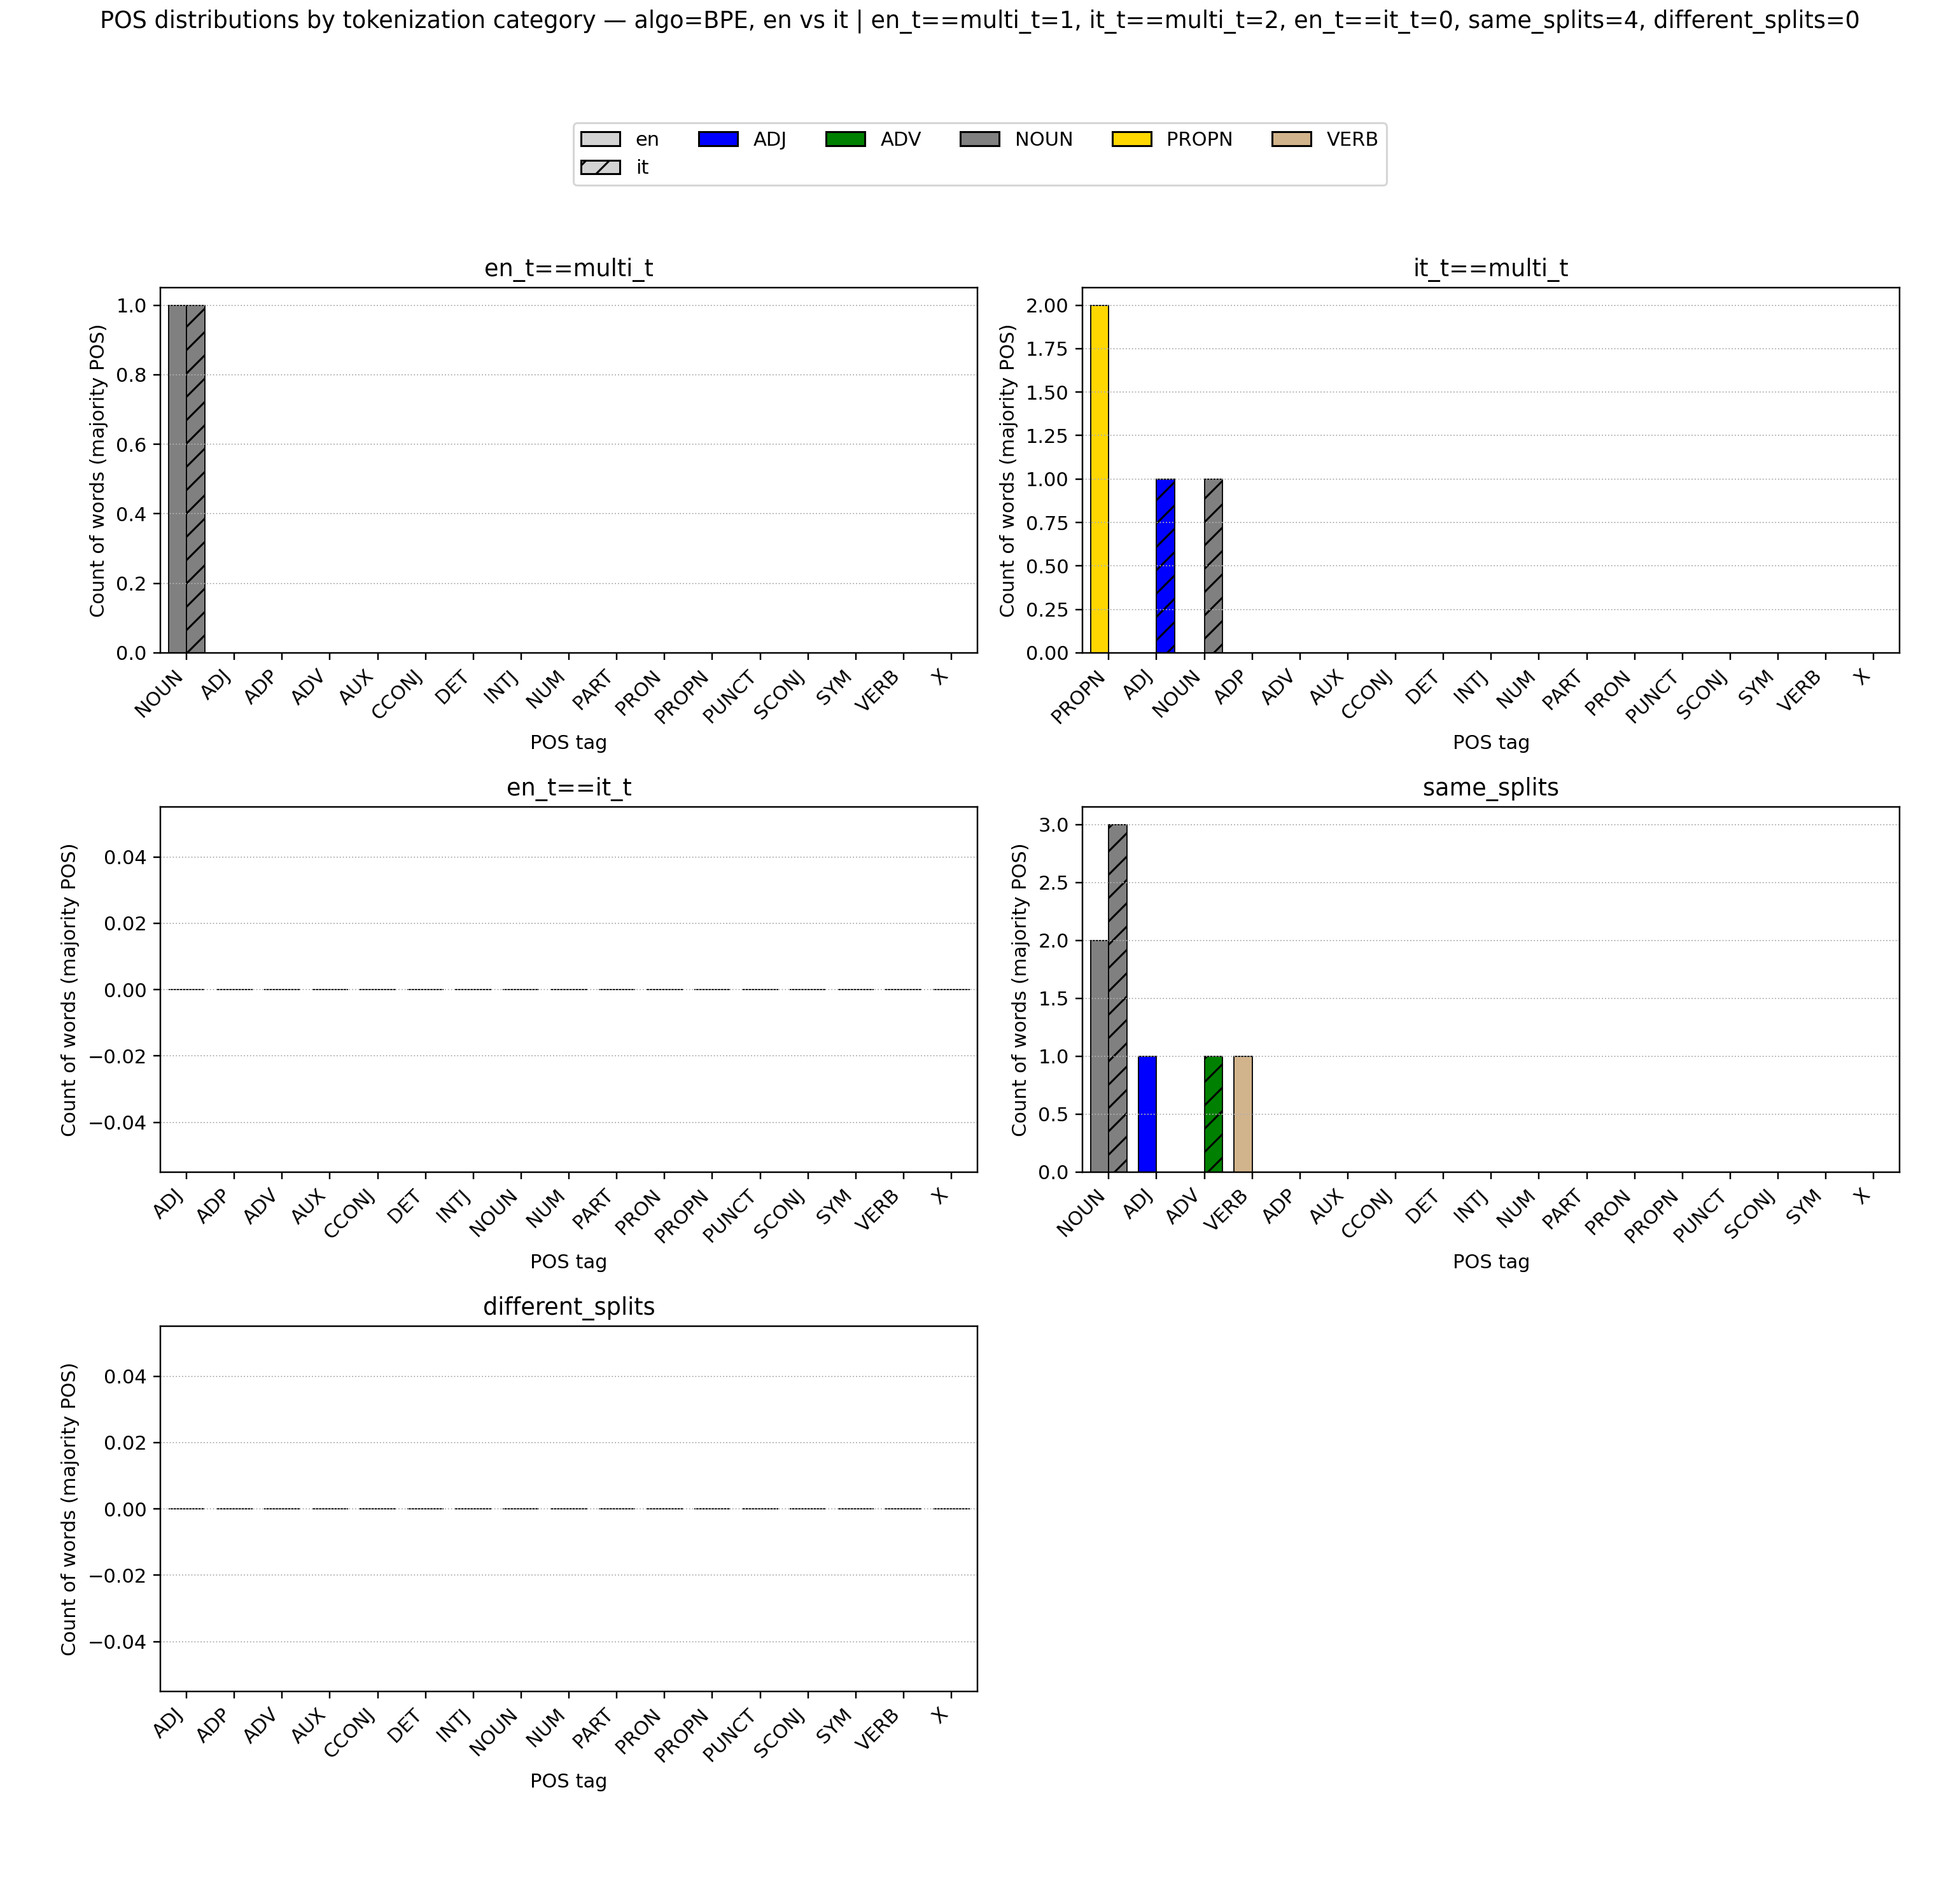 POS distributions by tokenization category — algo=BPE, en vs it | en_t==multi_t=1, it_t==multi_t=2, en_t==it_t=0, same_splits=4, different_splits=0
en ADJ ADV NOUN PROPN VERB
it
en_t==multi_t
Count of words (majority POS)
1.0
0.8
0.6
0.4
0.2
0.0
NOUN ADJ ADP ADV AUX CCONJ DET INTJ NUM PART PRON PROPN PUNCT SCONJ SYM VERB X
POS tag
it_t==multi_t
Count of words (majority POS)
2.00
1.75
1.50
1.25
1.00
0.75
0.50
0.25
0.00
PROPN ADJ NOUN ADP ADV AUX CCONJ DET INTJ NUM PART PRON PUNCT SCONJ SYM VERB X
POS tag
en_t==it_t
Count of words (majority POS)
0.04
0.02
0.00
−0.02
−0.04
ADJ ADP ADV AUX CCONJ DET INTJ NOUN NUM PART PRON PROPN PUNCT SCONJ SYM VERB X
POS tag
same_splits
Count of words (majority POS)
3.0
2.5
2.0
1.5
1.0
0.5
0.0
NOUN ADJ ADV VERB ADP AUX CCONJ DET INTJ NUM PART PRON PROPN PUNCT SCONJ SYM X
POS tag
different_splits
Count of words (majority POS)
0.04
0.02
0.00
−0.02
−0.04
ADJ ADP ADV AUX CCONJ DET INTJ NOUN NUM PART PRON PROPN PUNCT SCONJ SYM VERB X
POS tag